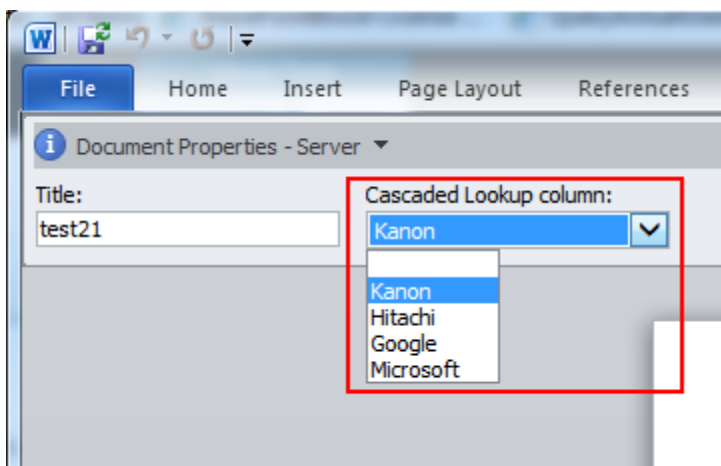 W
File Home Insert Page Layout References
Document Properties - Server
Title: Cascaded Lookup column:
test21 Kanon
Kanon
Hitachi
Google
Microsoft